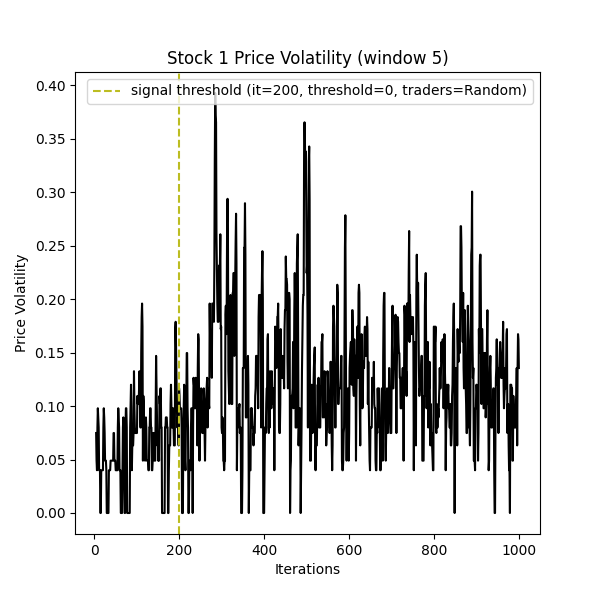 Stock 1 Price Volatility (window 5)
signal threshold (it=200, threshold=0, traders=Random)
0.40
0.35
0.30
0.25
0.20
0.15
0.10
0.05
0.00
Price Volatility
0 200 400 600 800 1000
Iterations